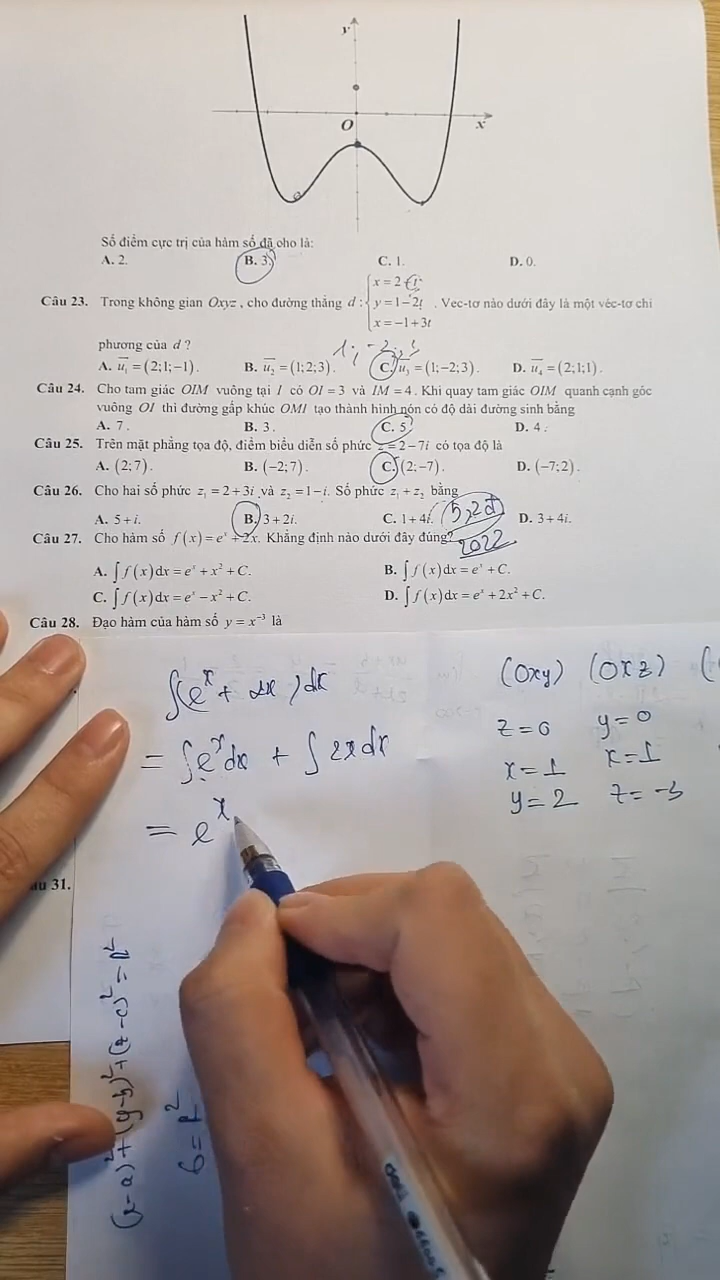 y
O
x
Số điểm cực trị của hàm số đã cho là:
A. 2. B. 3. C. 1. D. 0.
Câu 23. Trong không gian Oxyz, cho đường thẳng d: { x = 2 + t
y = 1 − 2t . Vec-tơ nào dưới đây là một véc-tơ chỉ
x = −1 + 3t
phương của d ?
1; −2; 3
A. u₁ = (2;1;−1). B. u₂ = (1;2;3). C. u₃ = (1;−2;3). D. u₄ = (2;1;1).
Câu 24. Cho tam giác OIM vuông tại I có OI = 3 và IM = 4. Khi quay tam giác OIM quanh cạnh góc
vuông OI thì đường gấp khúc OMI tạo thành hình nón có độ dài đường sinh bằng
A. 7. B. 3. C. 5. D. 4.
Câu 25. Trên mặt phẳng tọa độ, điểm biểu diễn số phức z = 2 − 7i có tọa độ là
A. (2;7). B. (−2;7). C. (2;−7). D. (−7;2).
Câu 26. Cho hai số phức z₁ = 2 + 3i và z₂ = 1 − i. Số phức z₁ + z₂ bằng
A. 5 + i. B. 3 + 2i. C. 1 + 4i. D. 3 + 4i.
5,2đ
Câu 27. Cho hàm số f(x) = eˣ + 2x. Khẳng định nào dưới đây đúng?
2022
A. ∫f(x)dx = eˣ + x² + C. B. ∫f(x)dx = eˣ + C.
C. ∫f(x)dx = eˣ − x² + C. D. ∫f(x)dx = eˣ + 2x² + C.
Câu 28. Đạo hàm của hàm số y = x⁻³ là
∫(eˣ + 2x)dx
= ∫eˣdx + ∫2xdx
= eˣ
(Oxy) (Oxz) (
z = 0 y = 0
x = 1 x = 1
y = 2 z = −3
âu 31.
(x−a)² + (y−b)² + (z−c)² = R²
6 = R²